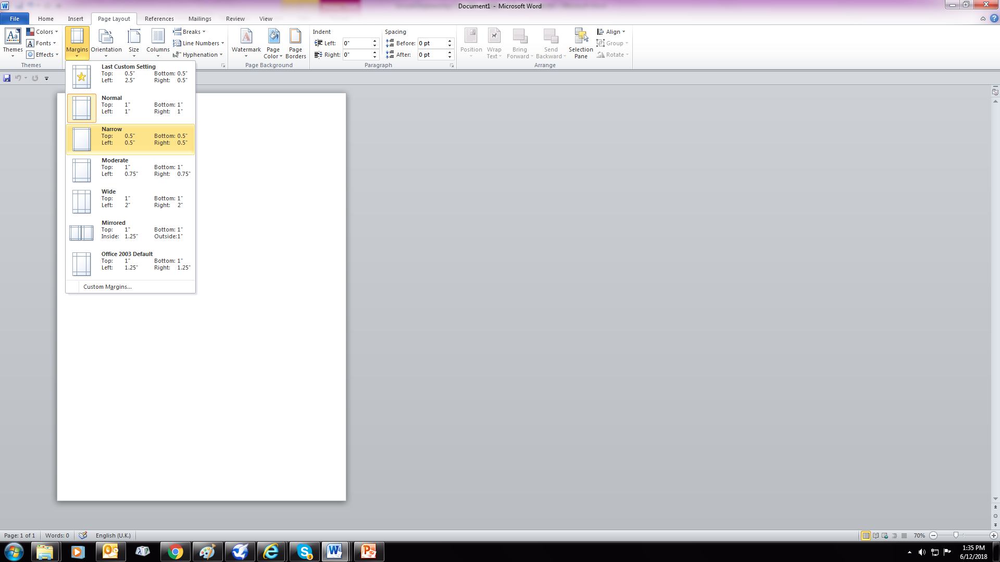 Document1 - Microsoft Word
File Home Insert Page Layout References Mailings Review View
Themes Colors Fonts Effects
Themes
Margins Orientation Size Columns Breaks Line Numbers Hyphenation
Watermark Page Color Page Borders
Page Background
Indent
Left: 0"
Right: 0"
Spacing
Before: 0 pt
After: 0 pt
Paragraph
Position Wrap Text Bring Forward Send Backward Selection Pane Align Group Rotate
Arrange
Last Custom Setting
Top: 0.5" Bottom: 0.5"
Left: 2.5" Right: 0.5"
Normal
Top: 1" Bottom: 1"
Left: 1" Right: 1"
Narrow
Top: 0.5" Bottom: 0.5"
Left: 0.5" Right: 0.5"
Moderate
Top: 1" Bottom: 1"
Left: 0.75" Right: 0.75"
Wide
Top: 1" Bottom: 1"
Left: 2" Right: 2"
Mirrored
Top: 1" Bottom: 1"
Inside: 1.25" Outside:1"
Office 2003 Default
Top: 1" Bottom: 1"
Left: 1.25" Right: 1.25"
Custom Margins...
Page: 1 of 1 Words: 0 English (U.K.) 70%
1:35 PM
6/12/2018